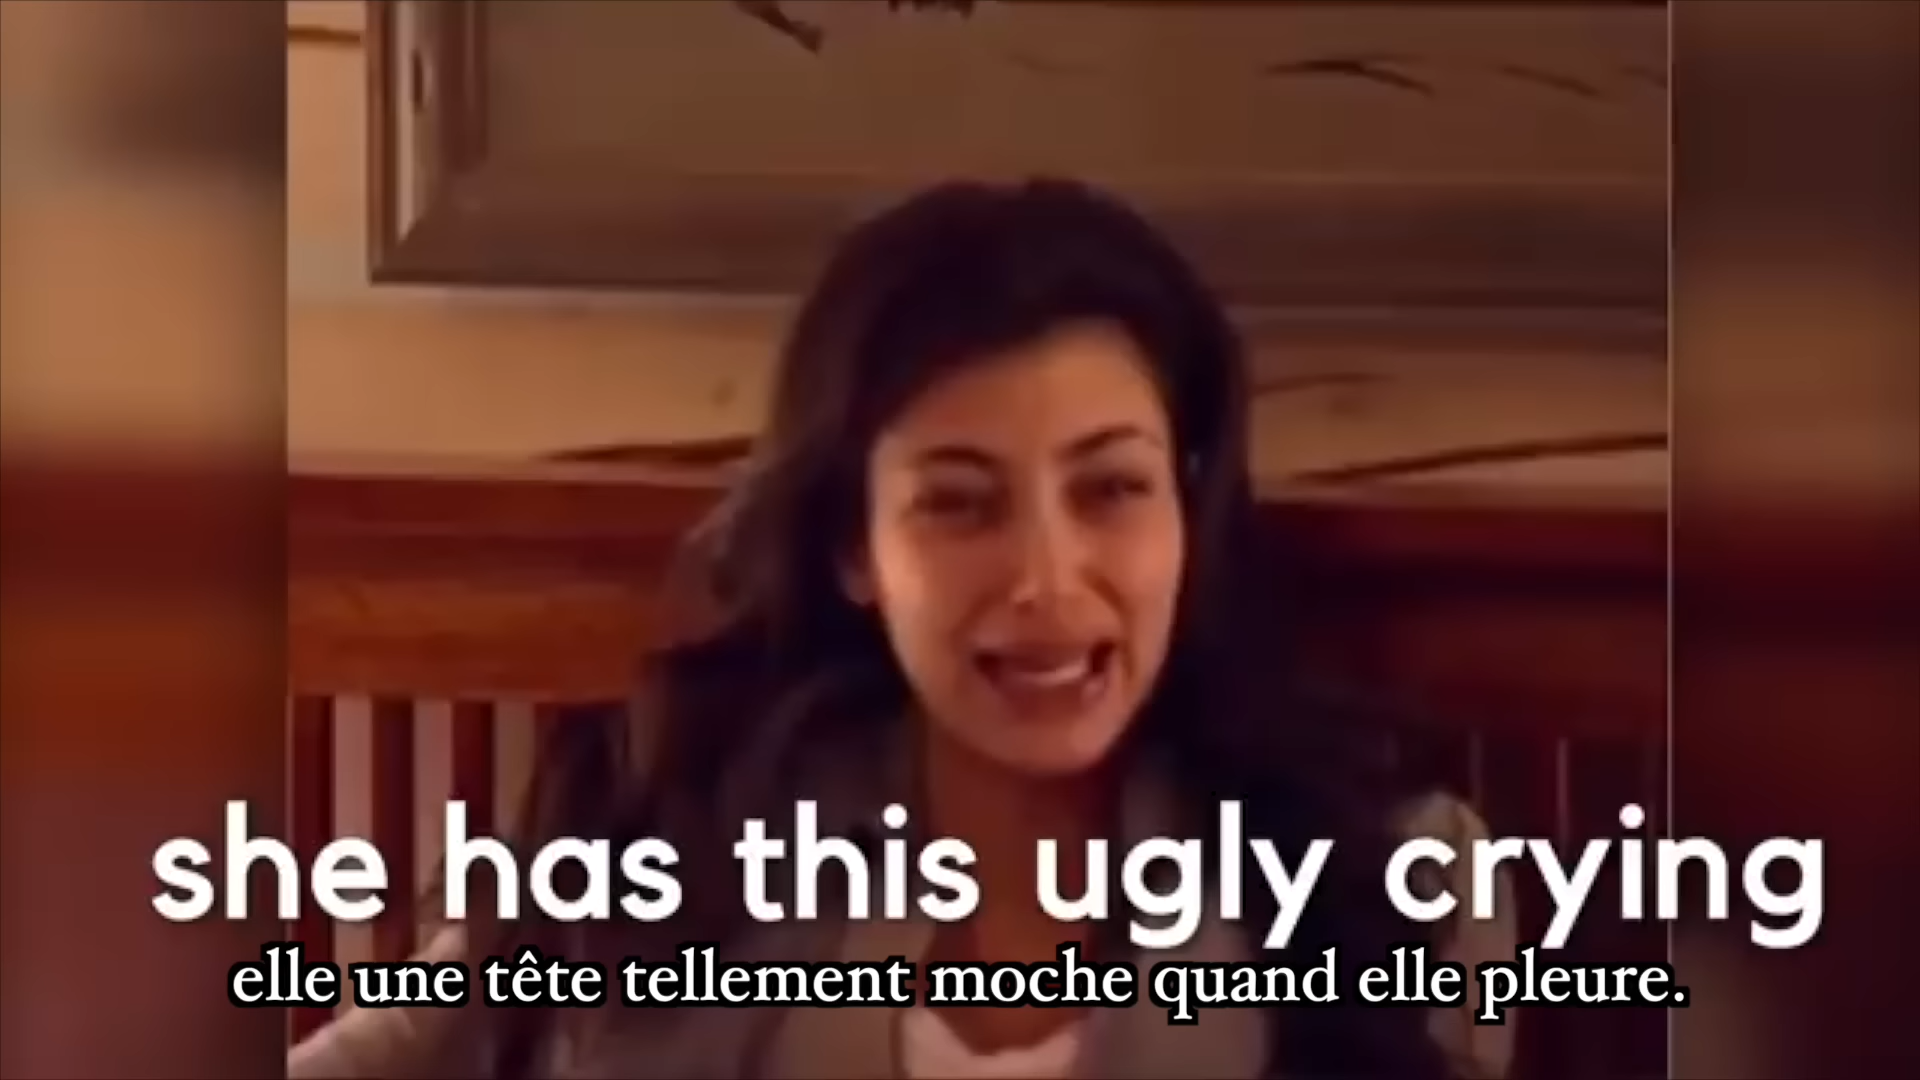 she has this ugly crying
elle une tête tellement moche quand elle pleure.